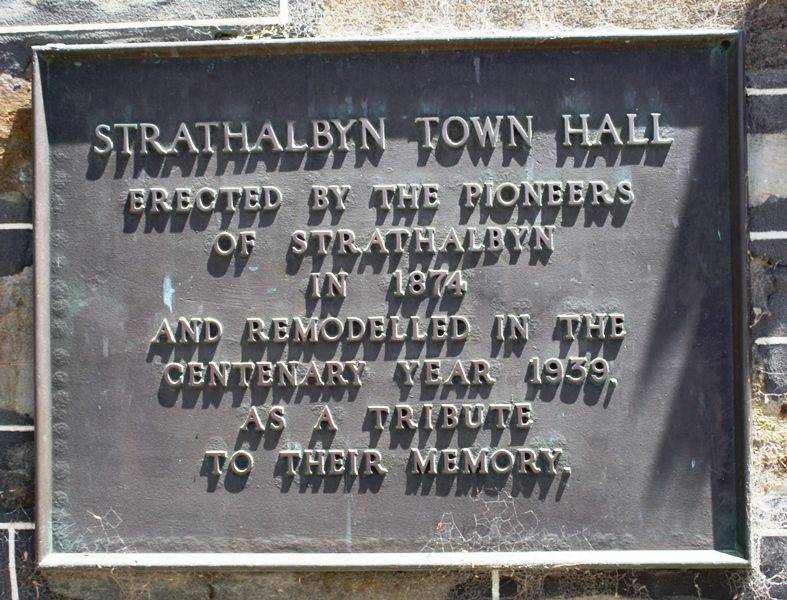 STRATHALBYN TOWN HALL
ERECTED BY THE PIONEERS
OF STRATHALBYN
IN 1874
AND REMODELLED IN THE
CENTENARY YEAR 1939,
AS A TRIBUTE
TO THEIR MEMORY.